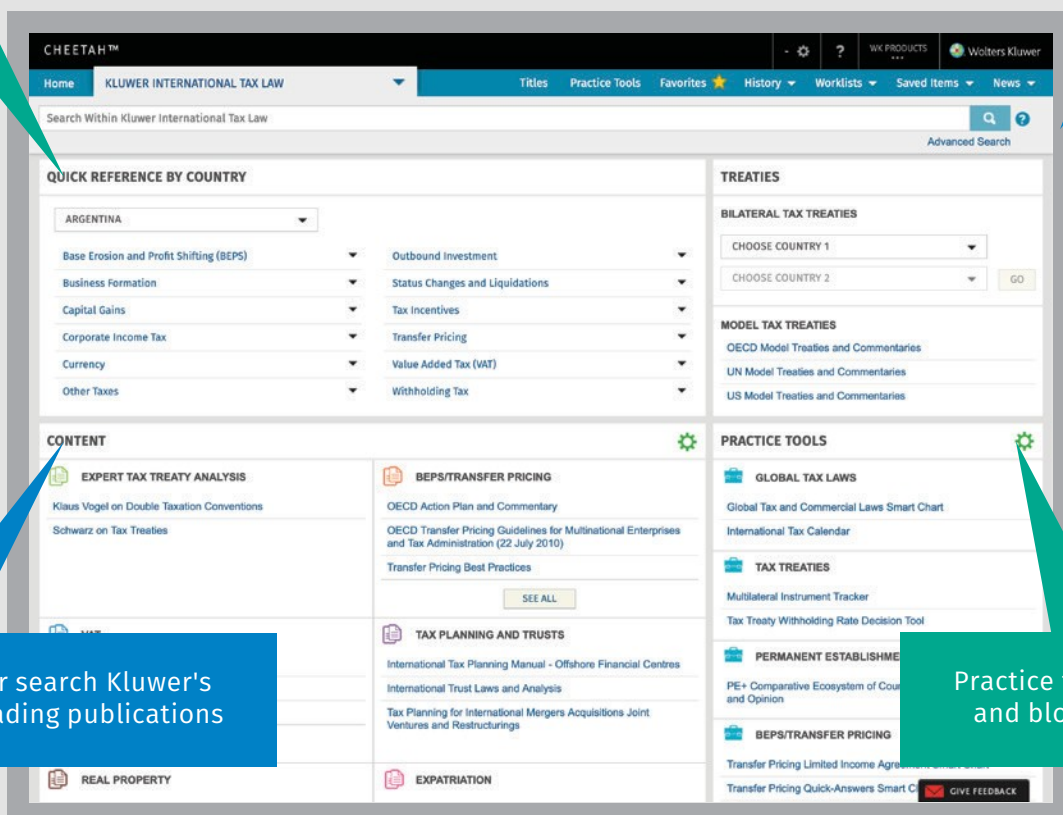 CHEETAH™
- ? WK PRODUCTS ... Wolters Kluwer
Home KLUWER INTERNATIONAL TAX LAW Titles Practice Tools Favorites History Worklists Saved Items News
Search Within Kluwer International Tax Law
?
Advanced Search
QUICK REFERENCE BY COUNTRY
ARGENTINA
Base Erosion and Profit Shifting (BEPS)
Business Formation
Capital Gains
Corporate Income Tax
Currency
Other Taxes
Outbound Investment
Status Changes and Liquidations
Tax Incentives
Transfer Pricing
Value Added Tax (VAT)
Withholding Tax
TREATIES
BILATERAL TAX TREATIES
CHOOSE COUNTRY 1
CHOOSE COUNTRY 2 GO
MODEL TAX TREATIES
OECD Model Treaties and Commentaries
UN Model Treaties and Commentaries
US Model Treaties and Commentaries
CONTENT
EXPERT TAX TREATY ANALYSIS
Klaus Vogel on Double Taxation Conventions
Schwarz on Tax Treaties
BEPS/TRANSFER PRICING
OECD Action Plan and Commentary
OECD Transfer Pricing Guidelines for Multinational Enterprises
and Tax Administration (22 July 2010)
Transfer Pricing Best Practices
SEE ALL
TAX PLANNING AND TRUSTS
International Tax Planning Manual - Offshore Financial Centres
International Trust Laws and Analysis
Tax Planning for International Mergers Acquisitions Joint
Ventures and Restructurings
REAL PROPERTY
EXPATRIATION
search Kluwer's
publications
PRACTICE TOOLS
GLOBAL TAX LAWS
Global Tax and Commercial Laws Smart Chart
International Tax Calendar
TAX TREATIES
Multilateral Instrument Tracker
Tax Treaty Withholding Rate Decision Tool
PERMANENT
PE+ Comparative Ecosystem of
and Opinion
BEPS/TRANSFER PRICING
Transfer Pricing Limited Income
Transfer Pricing Quick-Answers Smart
GIVE FEEDBACK
Practice
and